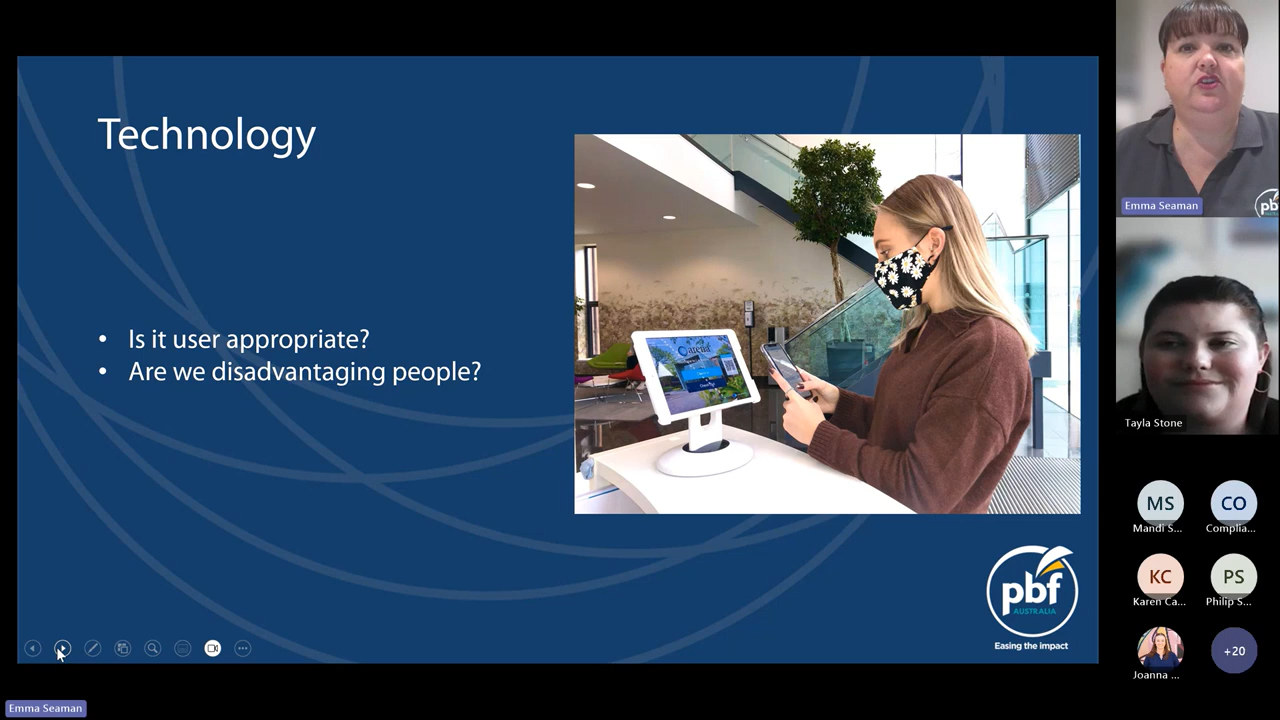 Technology
• Is it user appropriate?
• Are we disadvantaging people?
pbf
AUSTRALIA
Easing the impact
Emma Seaman
Emma Seaman
pb
Tayla Stone
MS
Mandi S...
CO
Complia...
KC
Karen Ca...
PS
Philip S...
Joanna ...
+20